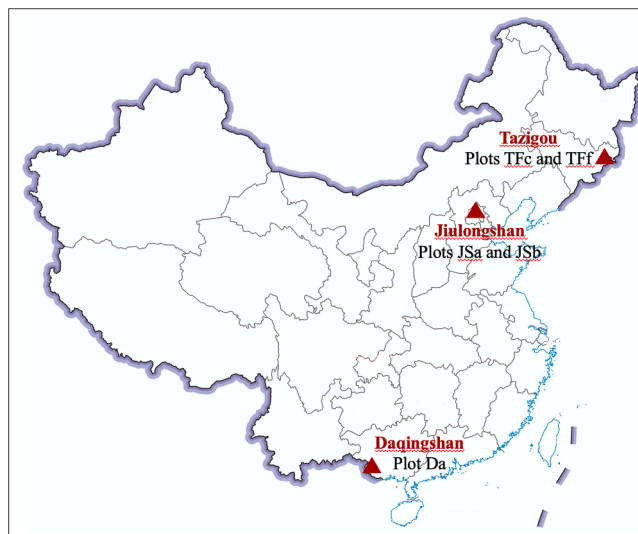 Tazigou
Plots TFc and TFf
Jiulongshan
Plots JSa and JSb
Daqingshan
Plot Da